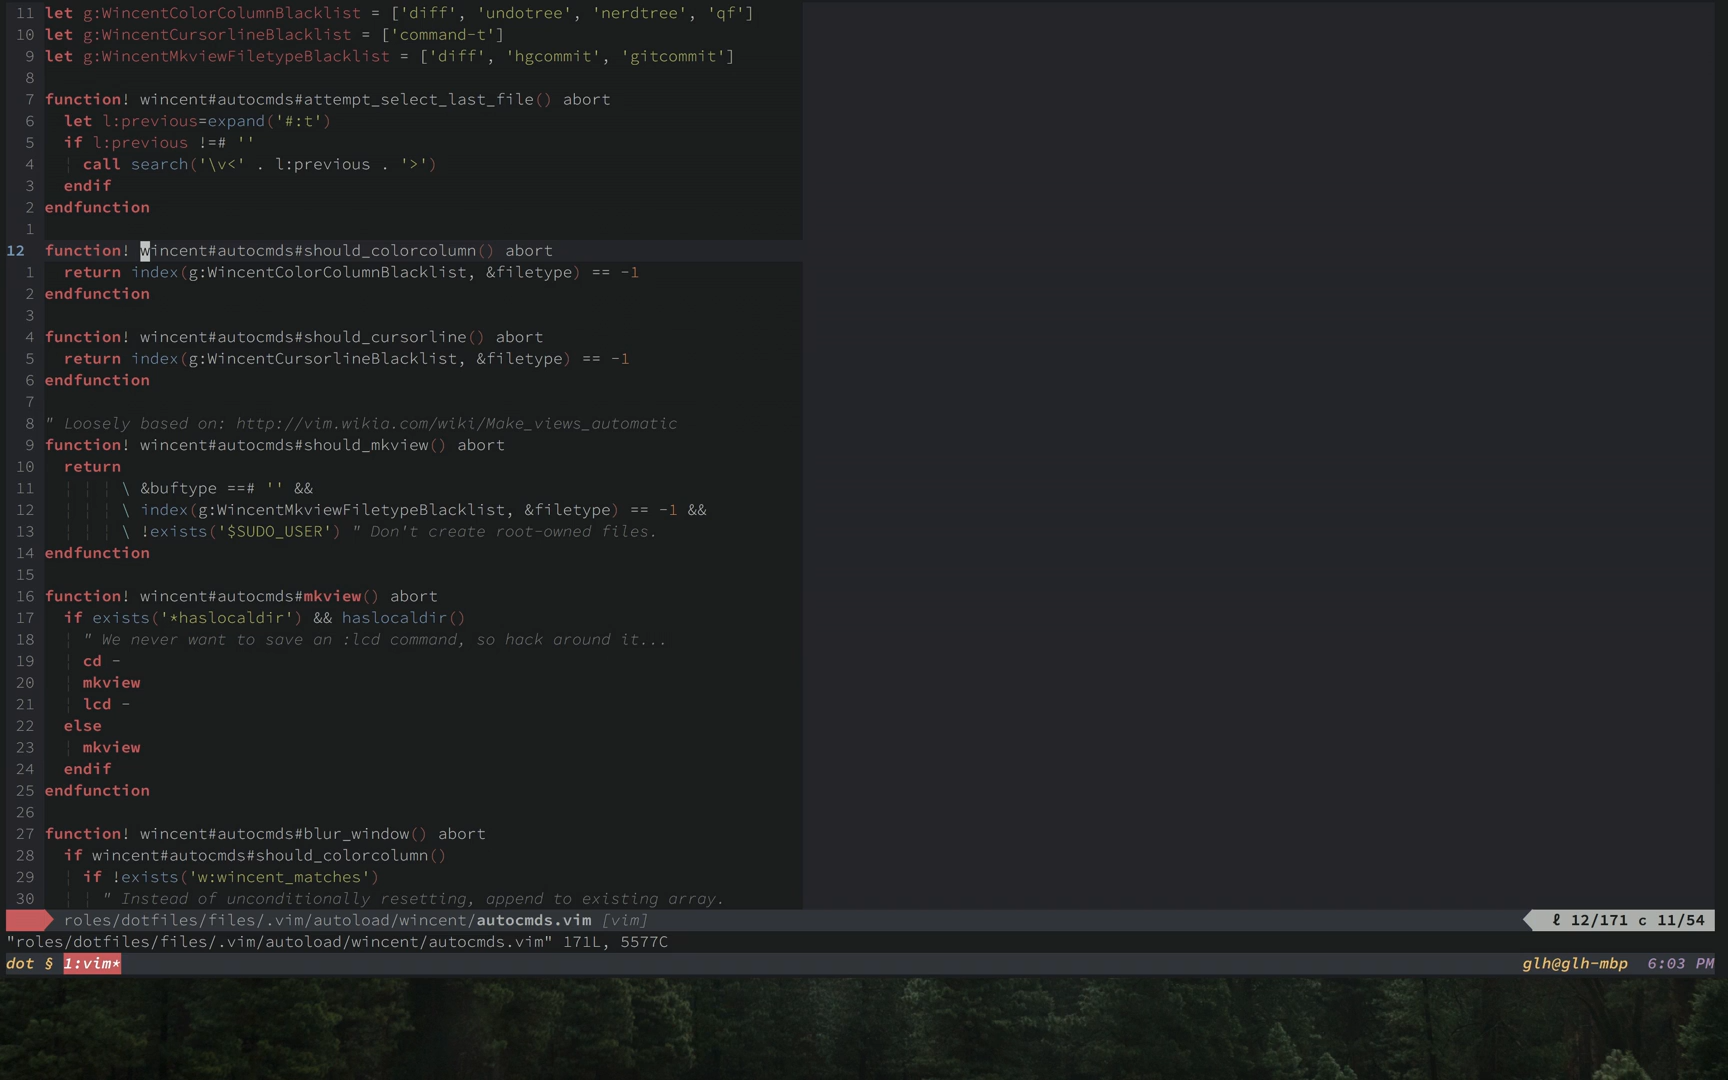 11 let g:WincentColorColumnBlacklist = ['diff', 'undotree', 'nerdtree', 'qf']
10 let g:WincentCursorlineBlacklist = ['command-t']
9 let g:WincentMkviewFiletypeBlacklist = ['diff', 'hgcommit', 'gitcommit']
8
7 function! wincent#autocmds#attempt_select_last_file() abort
6   let l:previous=expand('#:t')
5   if l:previous !=# ''
4   ¦ call search('\v<' . l:previous . '>')
3   endif
2 endfunction
1
12 function! wincent#autocmds#should_colorcolumn() abort
1   return index(g:WincentColorColumnBlacklist, &filetype) == -1
2 endfunction
3
4 function! wincent#autocmds#should_cursorline() abort
5   return index(g:WincentCursorlineBlacklist, &filetype) == -1
6 endfunction
7
8 " Loosely based on: http://vim.wikia.com/wiki/Make_views_automatic
9 function! wincent#autocmds#should_mkview() abort
10   return
11   ¦ ¦ ¦ \ &buftype ==# '' &&
12   ¦ ¦ ¦ \ index(g:WincentMkviewFiletypeBlacklist, &filetype) == -1 &&
13   ¦ ¦ ¦ \ !exists('$SUDO_USER') " Don't create root-owned files.
14 endfunction
15
16 function! wincent#autocmds#mkview() abort
17   if exists('*haslocaldir') && haslocaldir()
18   ¦ " We never want to save an :lcd command, so hack around it...
19   ¦ cd -
20   ¦ mkview
21   ¦ lcd -
22   else
23   ¦ mkview
24   endif
25 endfunction
26
27 function! wincent#autocmds#blur_window() abort
28   if wincent#autocmds#should_colorcolumn()
29   ¦ if !exists('w:wincent_matches')
30   ¦ ¦ " Instead of unconditionally resetting, append to existing array.
roles/dotfiles/files/.vim/autoload/wincent/autocmds.vim [vim] ℓ 12/171 c 11/54
"roles/dotfiles/files/.vim/autoload/wincent/autocmds.vim" 171L, 5577C
dot § 1:vim* glh@glh-mbp 6:03 PM